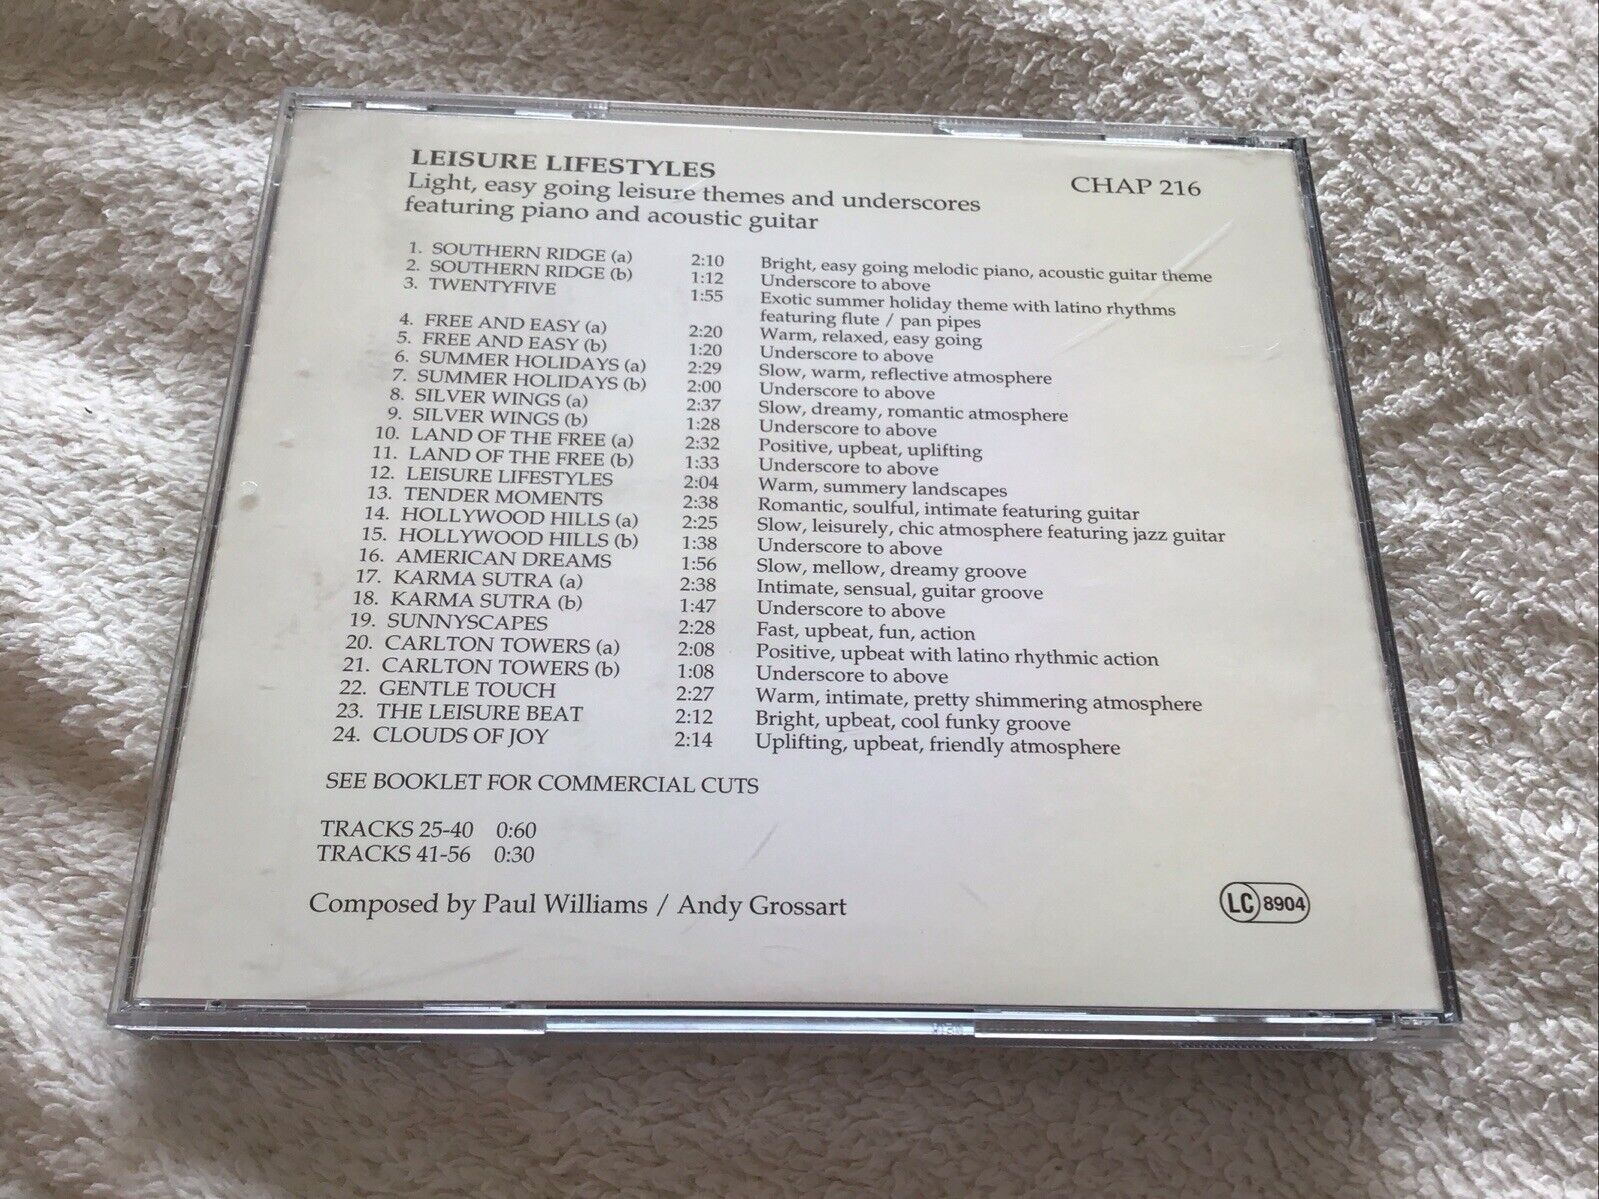 LEISURE LIFESTYLES
CHAP 216
Light, easy going leisure themes and underscores
featuring piano and acoustic guitar
1. SOUTHERN RIDGE (a) 2:10 Bright, easy going melodic piano, acoustic guitar theme
2. SOUTHERN RIDGE (b) 1:12 Underscore to above
3. TWENTYFIVE 1:55 Exotic summer holiday theme with latino rhythms
featuring flute / pan pipes
4. FREE AND EASY (a) 2:20 Warm, relaxed, easy going
5. FREE AND EASY (b) 1:20 Underscore to above
6. SUMMER HOLIDAYS (a) 2:29 Slow, warm, reflective atmosphere
7. SUMMER HOLIDAYS (b) 2:00 Underscore to above
8. SILVER WINGS (a) 2:37 Slow, dreamy, romantic atmosphere
9. SILVER WINGS (b) 1:28 Underscore to above
10. LAND OF THE FREE (a) 2:32 Positive, upbeat, uplifting
11. LAND OF THE FREE (b) 1:33 Underscore to above
12. LEISURE LIFESTYLES 2:04 Warm, summery landscapes
13. TENDER MOMENTS 2:38 Romantic, soulful, intimate featuring guitar
14. HOLLYWOOD HILLS (a) 2:25 Slow, leisurely, chic atmosphere featuring jazz guitar
15. HOLLYWOOD HILLS (b) 1:38 Underscore to above
16. AMERICAN DREAMS 1:56 Slow, mellow, dreamy groove
17. KARMA SUTRA (a) 2:38 Intimate, sensual, guitar groove
18. KARMA SUTRA (b) 1:47 Underscore to above
19. SUNNYSCAPES 2:28 Fast, upbeat, fun, action
20. CARLTON TOWERS (a) 2:08 Positive, upbeat with latino rhythmic action
21. CARLTON TOWERS (b) 1:08 Underscore to above
22. GENTLE TOUCH 2:27 Warm, intimate, pretty shimmering atmosphere
23. THE LEISURE BEAT 2:12 Bright, upbeat, cool funky groove
24. CLOUDS OF JOY 2:14 Uplifting, upbeat, friendly atmosphere
SEE BOOKLET FOR COMMERCIAL CUTS
TRACKS 25-40 0:60
TRACKS 41-56 0:30
Composed by Paul Williams / Andy Grossart
LC 8904